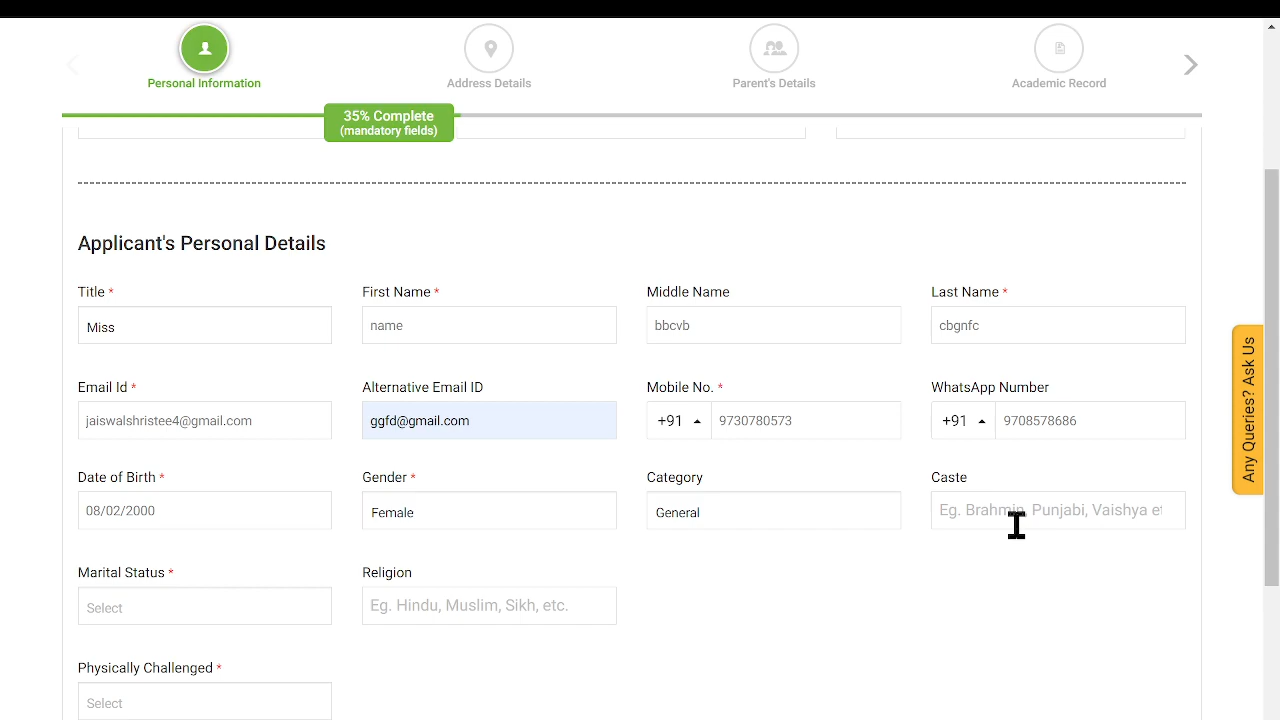 Personal Information
Address Details
Parent's Details
Academic Record
35% Complete
(mandatory fields)
Applicant's Personal Details
Title * First Name * Middle Name Last Name *
Miss name bbcvb cbgnfc
Email Id * Alternative Email ID Mobile No. * WhatsApp Number
jaiswalshristee4@gmail.com ggfd@gmail.com +91 9730780573 +91 9708578686
Date of Birth * Gender * Category Caste
08/02/2000 Female General Eg. Brahmin, Punjabi, Vaishya et
Marital Status * Religion
Select Eg. Hindu, Muslim, Sikh, etc.
Physically Challenged *
Select
Any Queries? Ask Us